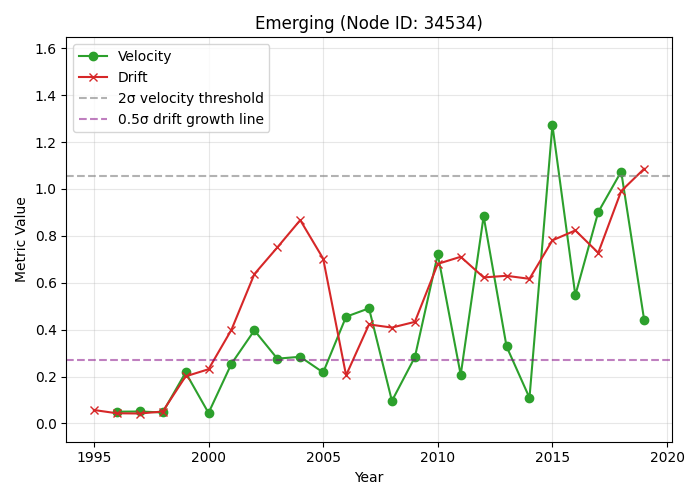 Emerging (Node ID: 34534)
Velocity
Drift
2σ velocity threshold
0.5σ drift growth line
Metric Value
1.6
1.4
1.2
1.0
0.8
0.6
0.4
0.2
0.0
1995
2000
2005
2010
2015
2020
Year